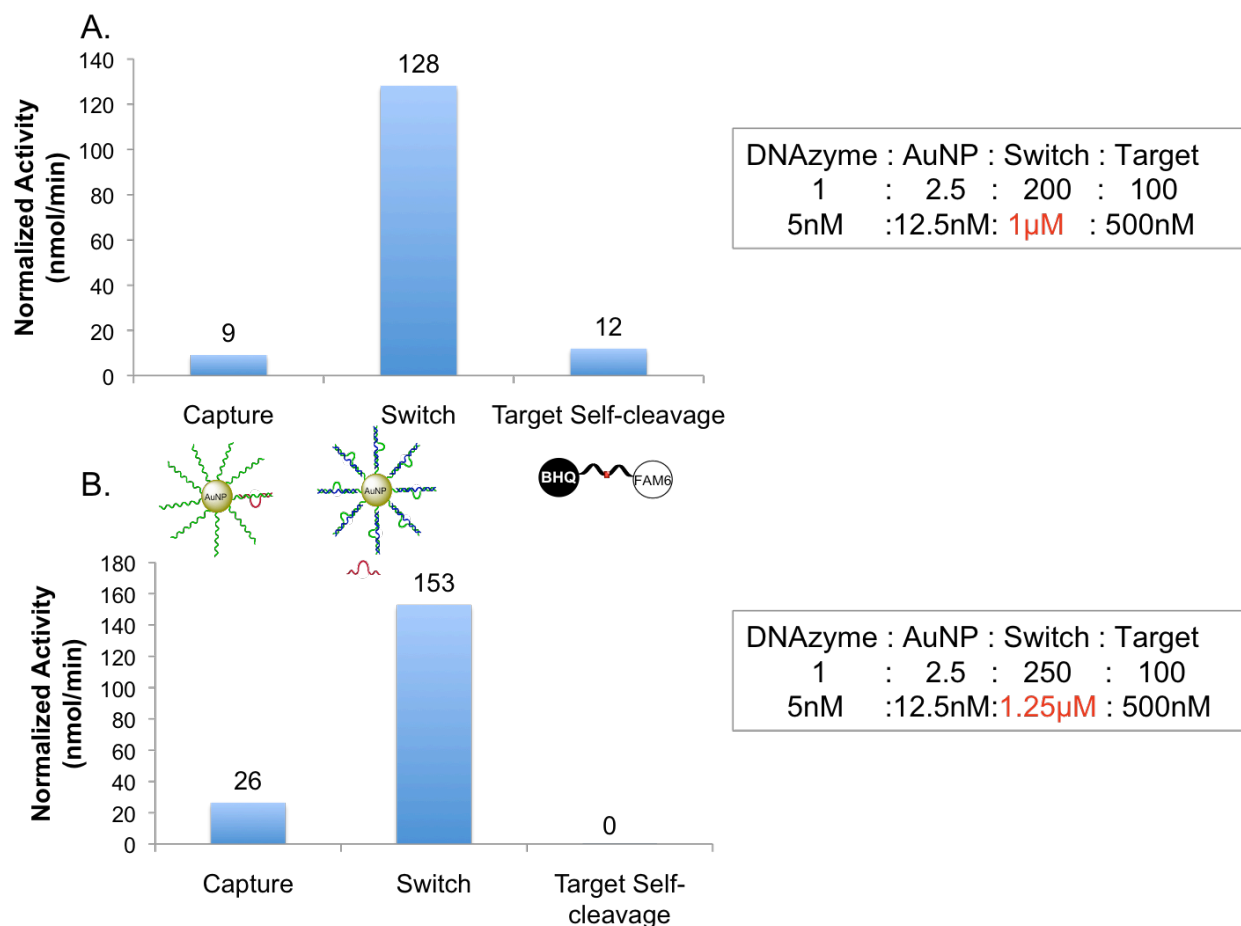 A.
Normalized Activity
(nmol/min)
140
120
100
80
60
40
20
0
9
128
12
Capture
Switch
Target Self-cleavage
DNAzyme : AuNP : Switch : Target
1 : 2.5 : 200 : 100
5nM :12.5nM: 1µM : 500nM
AuNP
AuNP
BHQ
FAM6
B.
Normalized Activity
(nmol/min)
180
160
140
120
100
80
60
40
20
0
26
153
0
Capture
Switch
Target Self-
cleavage
DNAzyme : AuNP : Switch : Target
1 : 2.5 : 250 : 100
5nM :12.5nM:1.25µM : 500nM